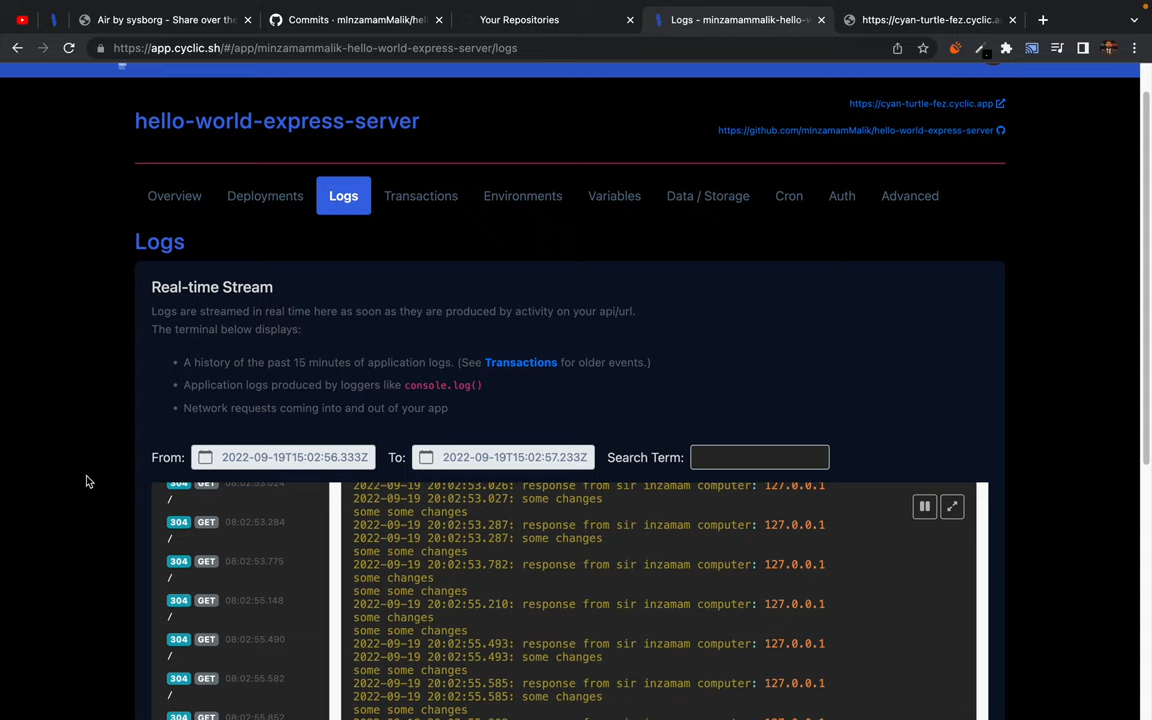 Air by sysborg - Share over the
Commits · mInzamamMalik/hel
Your Repositories
Logs - minzamammalik-hello-w
https://cyan-turtle-fez.cyclic.a
https://app.cyclic.sh/#/app/minzamammalik-hello-world-express-server/logs
hello-world-express-server
https://cyan-turtle-fez.cyclic.app
https://github.com/mInzamamMalik/hello-world-express-server
Overview Deployments Logs Transactions Environments Variables Data / Storage Cron Auth Advanced
Logs
Real-time Stream
Logs are streamed in real time here as soon as they are produced by activity on your api/url.
The terminal below displays:
• A history of the past 15 minutes of application logs. (See Transactions for older events.)
• Application logs produced by loggers like console.log()
• Network requests coming into and out of your app
From: 2022-09-19T15:02:56.333Z To: 2022-09-19T15:02:57.233Z Search Term:
304 GET 08:02:53.024
/
304 GET 08:02:53.284
/
304 GET 08:02:53.775
/
304 GET 08:02:55.148
/
304 GET 08:02:55.490
/
304 GET 08:02:55.582
/
304 GET 08:02:55.852
2022-09-19 20:02:53.026: response from sir inzamam computer: 127.0.0.1
2022-09-19 20:02:53.027: some changes
some some changes
2022-09-19 20:02:53.287: response from sir inzamam computer: 127.0.0.1
2022-09-19 20:02:53.287: some changes
some some changes
2022-09-19 20:02:53.782: response from sir inzamam computer: 127.0.0.1
some changes
some some changes
2022-09-19 20:02:55.210: response from sir inzamam computer: 127.0.0.1
some changes
some some changes
2022-09-19 20:02:55.493: response from sir inzamam computer: 127.0.0.1
2022-09-19 20:02:55.493: some changes
some some changes
2022-09-19 20:02:55.585: response from sir inzamam computer: 127.0.0.1
2022-09-19 20:02:55.585: some changes
some some changes